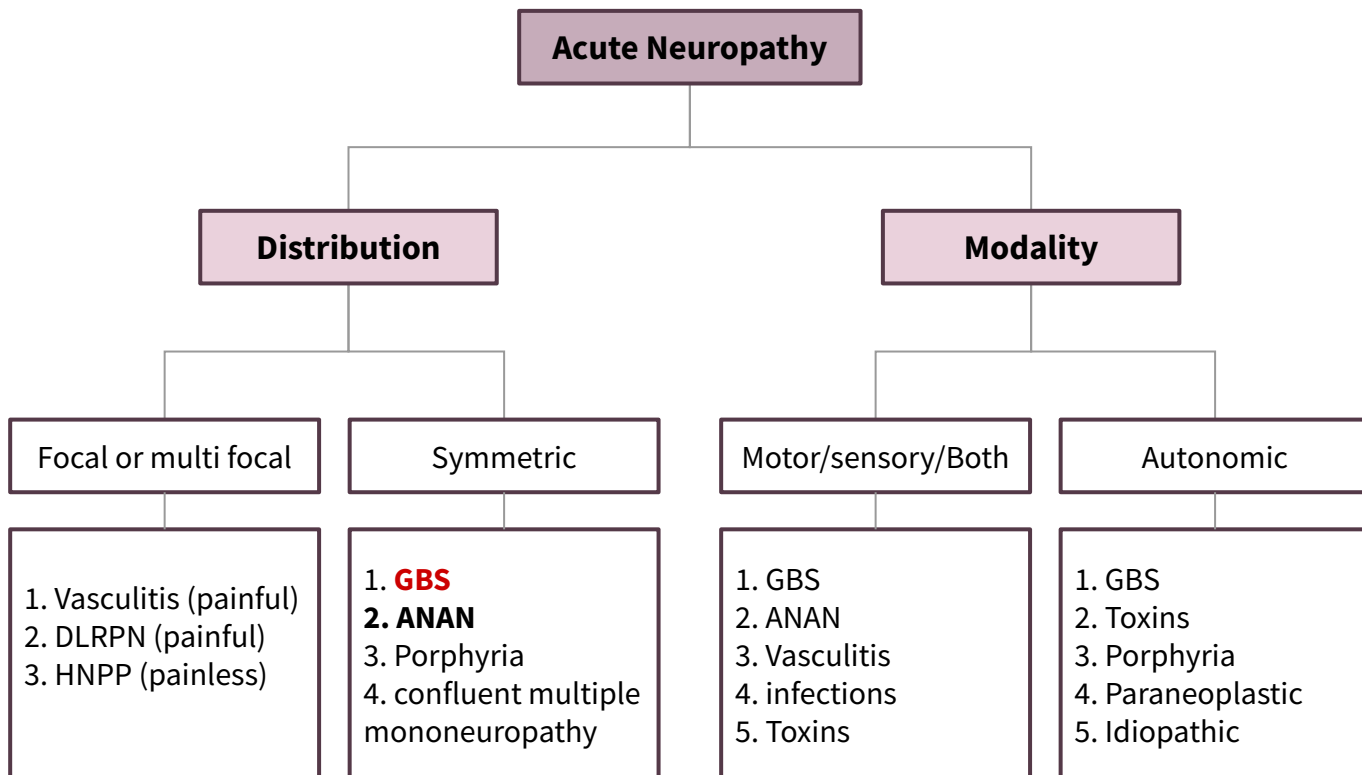 Acute Neuropathy
Distribution
Modality
Focal or multi focal
Symmetric
Motor/sensory/Both
Autonomic
1. Vasculitis (painful)
2. DLRPN (painful)
3. HNPP (painless)
1. GBS
2. ANAN
3. Porphyria
4. confluent multiple
mononeuropathy
1. GBS
2. ANAN
3. Vasculitis
4. infections
5. Toxins
1. GBS
2. Toxins
3. Porphyria
4. Paraneoplastic
5. Idiopathic